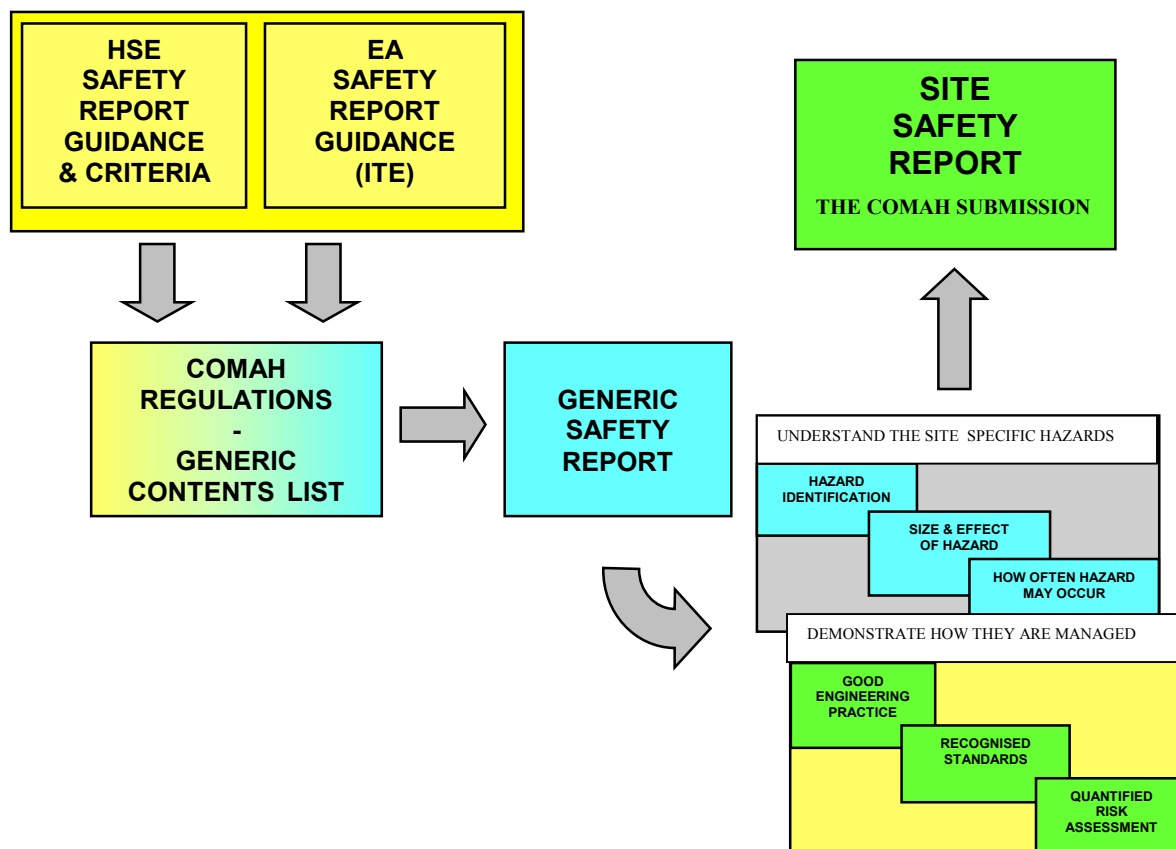 HSE
SAFETY
REPORT
GUIDANCE
& CRITERIA
EA
SAFETY
REPORT
GUIDANCE
(ITE)
SITE
SAFETY
REPORT
THE COMAH SUBMISSION
COMAH
REGULATIONS
-
GENERIC
CONTENTS LIST
GENERIC
SAFETY
REPORT
UNDERSTAND THE SITE SPECIFIC HAZARDS
HAZARD
IDENTIFICATION
SIZE & EFFECT
OF HAZARD
HOW OFTEN HAZARD
MAY OCCUR
DEMONSTRATE HOW THEY ARE MANAGED
GOOD
ENGINEERING
PRACTICE
RECOGNISED
STANDARDS
QUANTIFIED
RISK
ASSESSMENT